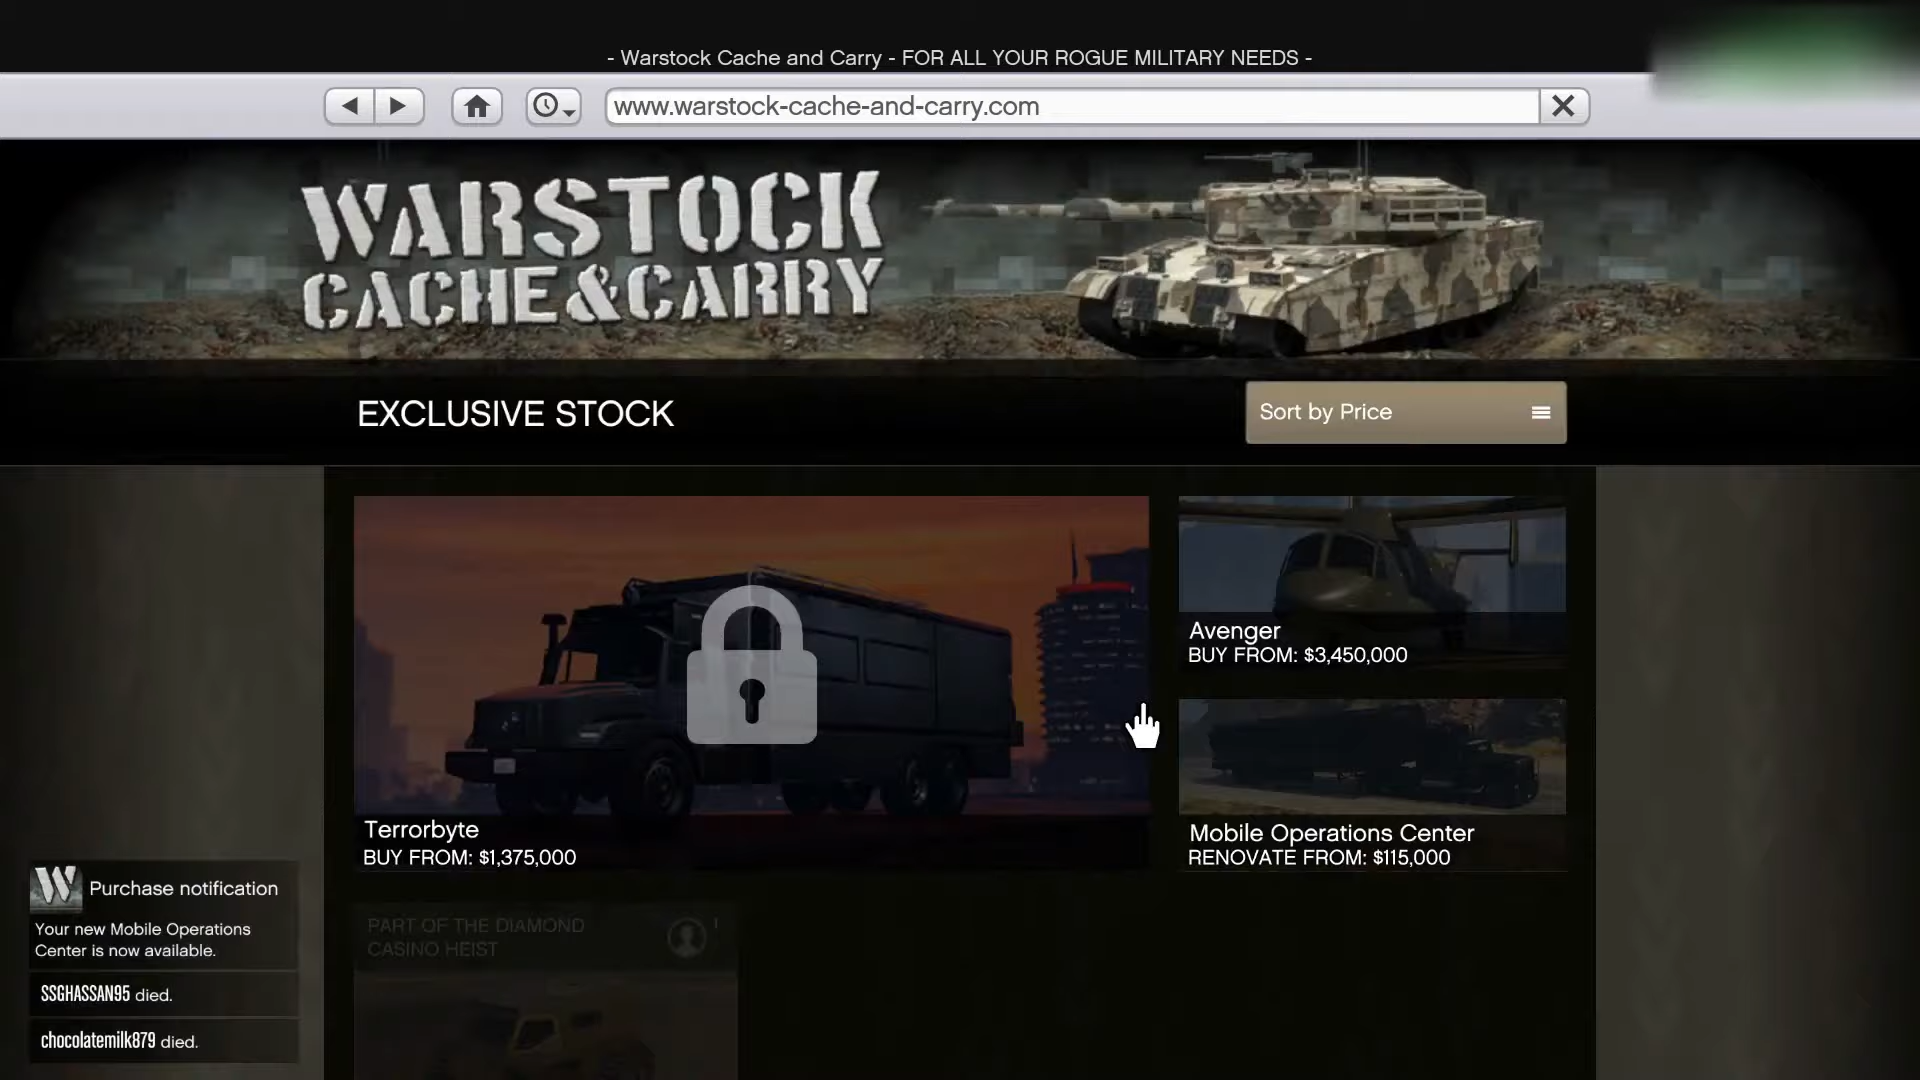 - Warstock Cache and Carry - FOR ALL YOUR ROGUE MILITARY NEEDS -
www.warstock-cache-and-carry.com
WARSTOCK
CACHE & CARRY
EXCLUSIVE STOCK
Sort by Price
Terrorbyte
BUY FROM: $1,375,000
Avenger
BUY FROM: $3,450,000
Mobile Operations Center
RENOVATE FROM: $115,000
PART OF THE DIAMOND
CASINO HEIST
1
W
Purchase notification
Your new Mobile Operations
Center is now available.
SSGHASSAN95 died.
chocolatemilk879 died.